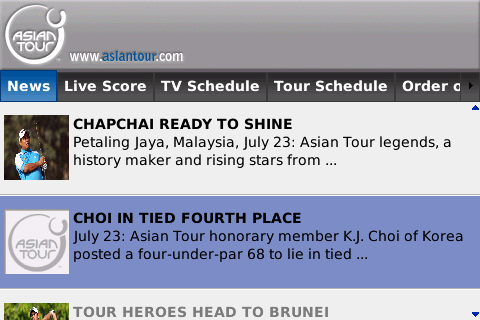 ASIAN
TOUR
www.asiantour.com
News Live Score TV Schedule Tour Schedule Order o
CHAPCHAI READY TO SHINE
Petaling Jaya, Malaysia, July 23: Asian Tour legends, a
history maker and rising stars from ...
ASIAN
TOUR
CHOI IN TIED FOURTH PLACE
July 23: Asian Tour honorary member K.J. Choi of Korea
posted a four-under-par 68 to lie in tied ...
TOUR HEROES HEAD TO BRUNEI